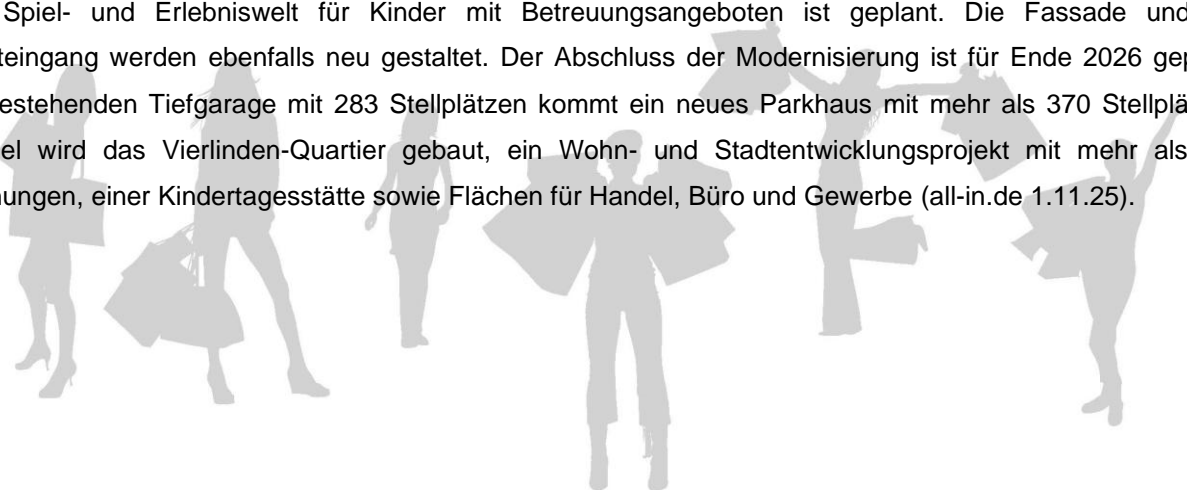 Spiel- und Erlebniswelt für Kinder mit Betreuungsangeboten ist geplant. Die Fassade und
teingang werden ebenfalls neu gestaltet. Der Abschluss der Modernisierung ist für Ende 2026 gep
estehenden Tiefgarage mit 283 Stellplätzen kommt ein neues Parkhaus mit mehr als 370 Stellplä
el wird das Vierlinden-Quartier gebaut, ein Wohn- und Stadtentwicklungsprojekt mit mehr als
nungen, einer Kindertagesstätte sowie Flächen für Handel, Büro und Gewerbe (all-in.de 1.11.25).